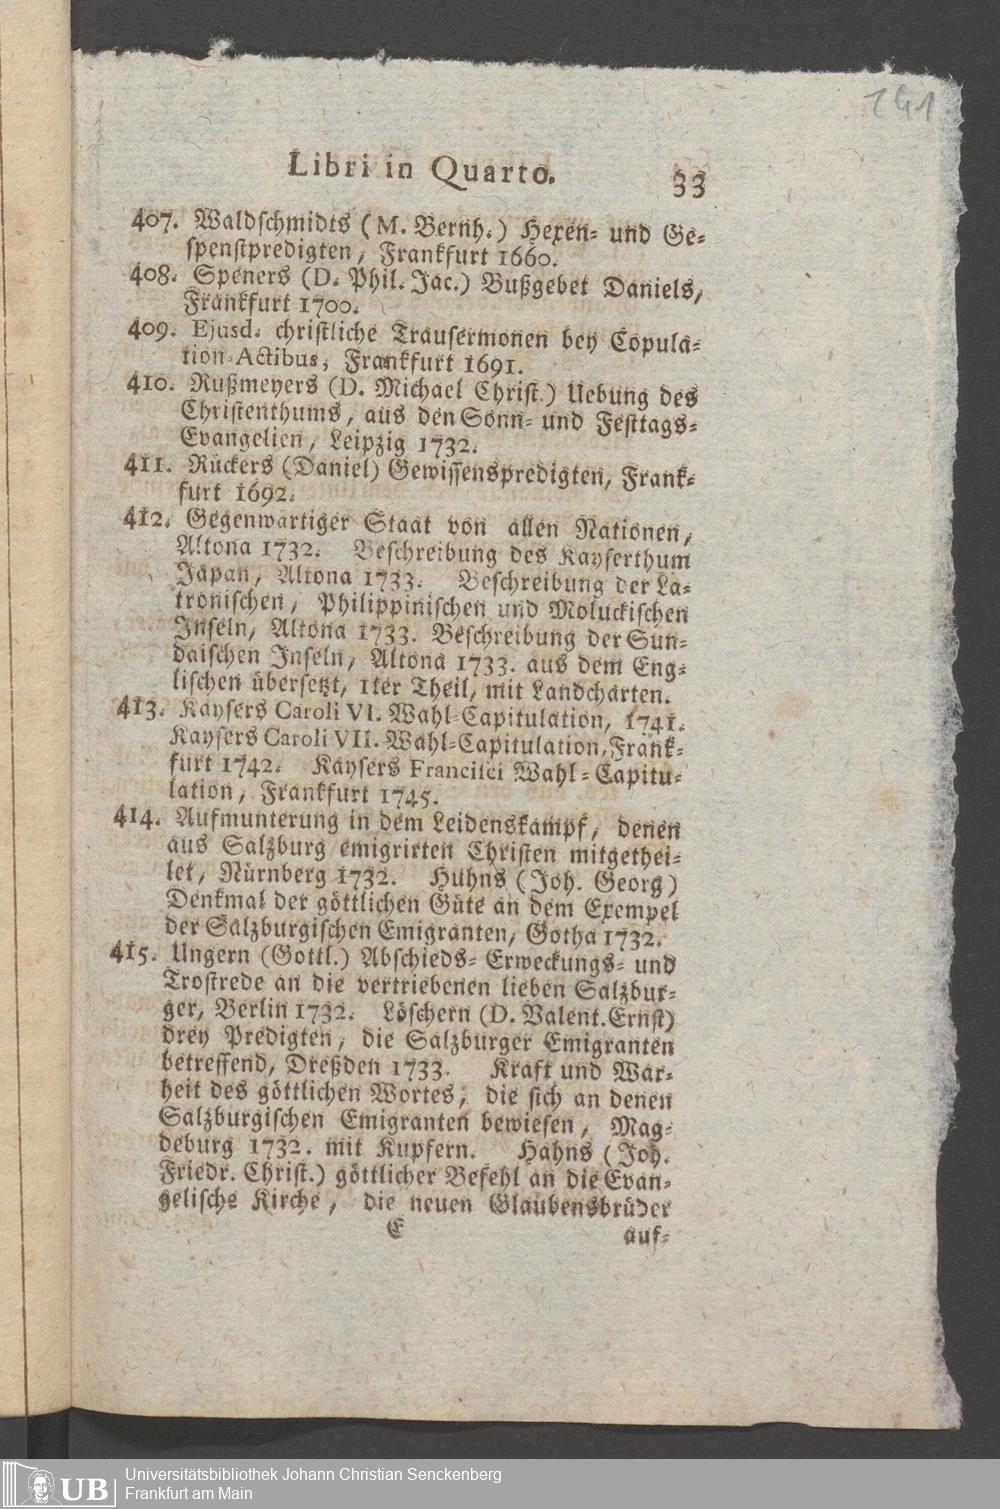 241
Libri in Quarto. 33
407. Waldschmidts (M. Bernh.) Hexen- und Ge-
spenstpredigten, Frankfurt 1660.
408. Speners (D. Phil. Jac.) Bußgebet Daniels,
Frankfurt 1700.
409. Ejusd. christliche Trausermonen bey Copula-
tion-Actibus, Frankfurt 1691.
410. Rußmeyers (D. Michael Christ.) Uebung des
Christenthums, aus den Sonn- und Festtags-
Evangelien, Leipzig 1732.
411. Rückers (Daniel) Gewissenspredigten, Frank-
furt 1692.
412. Gegenwärtiger Staat von allen Nationen,
Altona 1732. Beschreibung des Kayserthum
Japan, Altona 1733. Beschreibung der La-
tronischen, Philippinischen und Moluckischen
Inseln, Altona 1733. Beschreibung der Sun-
daischen Inseln, Altona 1733. aus dem Eng-
lischen übersetzt, 1ter Theil, mit Landcharten.
413. Kaysers Caroli VI. Wahl-Capitulation, 1741.
Kaysers Caroli VII. Wahl-Capitulation, Frank-
furt 1742. Kaysers Francisci Wahl-Capitu-
lation, Frankfurt 1745.
414. Aufmunterung in dem Leidenskampf, denen
aus Salzburg emigrirten Christen mitgethei-
let, Nürnberg 1732. Huhns (Joh. Georg)
Denkmal der göttlichen Güte an dem Exempel
der Salzburgischen Emigranten, Gotha 1732.
415. Ungern (Gottl.) Abschieds- Erweckungs- und
Trostrede an die vertriebenen lieben Salzbur-
ger, Berlin 1732. Löschern (D. Valent. Ernst)
drey Predigten, die Salzburger Emigranten
betreffend, Dreßden 1733. Kraft und War-
heit des göttlichen Wortes, die sich an denen
Salzburgischen Emigranten bewiesen, Mag-
deburg 1732. mit Kupfern. Hahns (Joh.
Friedr. Christ.) göttlicher Befehl an die Evan-
gelische Kirche, die neuen Glaubensbrüder
E auf-
UB
Universitätsbibliothek Johann Christian Senckenberg
Frankfurt am Main